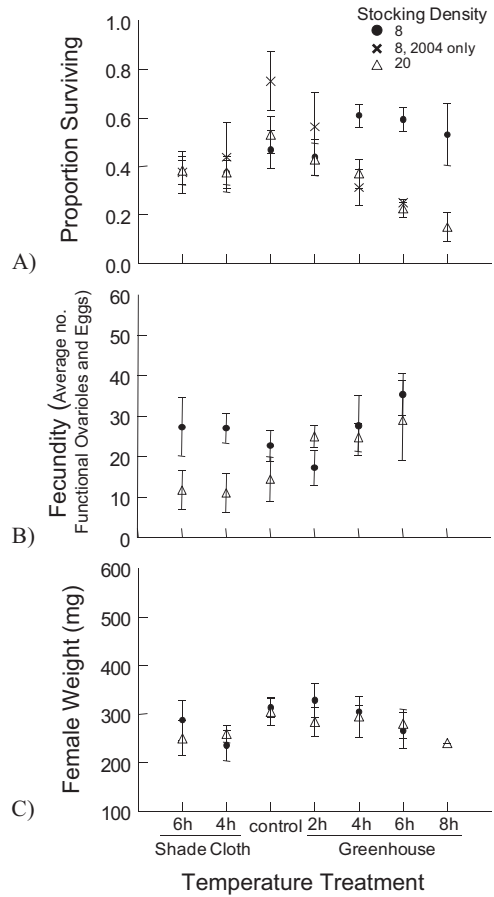 Stocking Density
8
8, 2004 only
20
Proportion Surviving
1.0
0.8
0.6
0.4
0.2
0.0
A)
Fecundity (Average no.
Functional Ovarioles and Eggs)
60
50
40
30
20
10
0
B)
Female Weight (mg)
600
500
400
300
200
100
C)
6h 4h control 2h 4h 6h 8h
Shade Cloth Greenhouse
Temperature Treatment